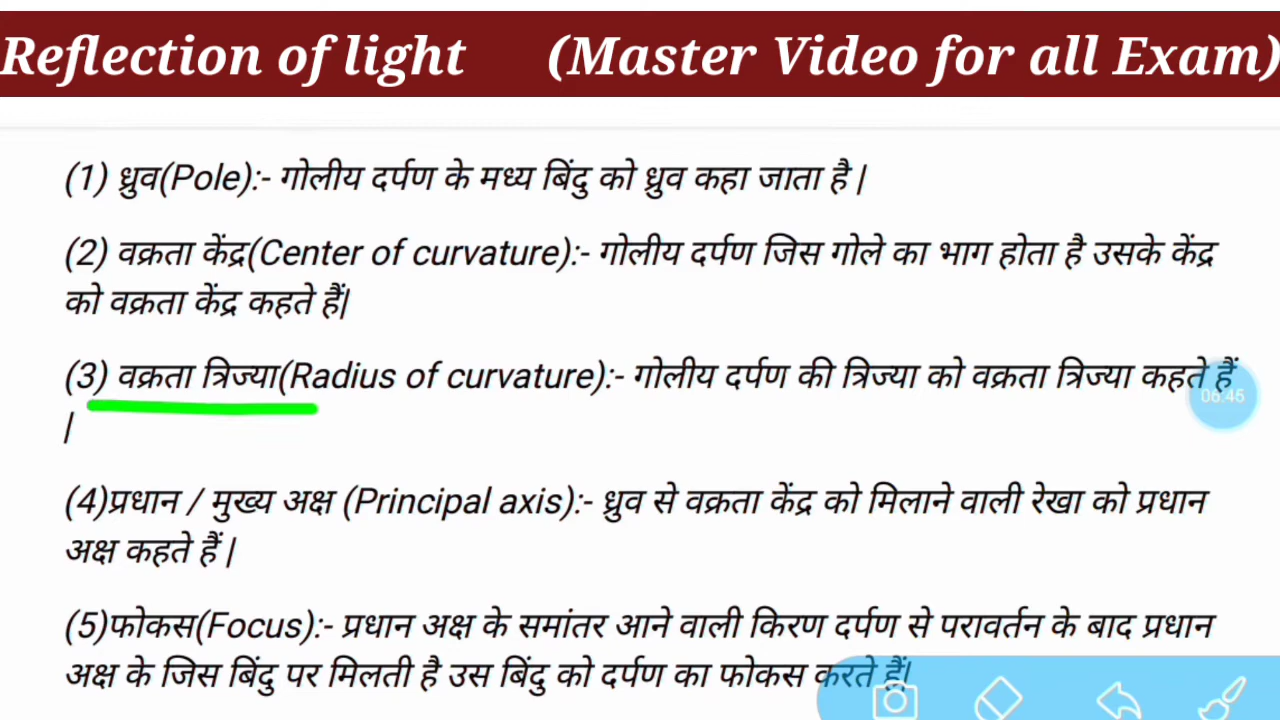 Reflection of light (Master Video for all Exam)
(1) ध्रुव(Pole):- गोलीय दर्पण के मध्य बिंदु को ध्रुव कहा जाता है |
(2) वक्रता केंद्र(Center of curvature):- गोलीय दर्पण जिस गोले का भाग होता है उसके केंद्र
को वक्रता केंद्र कहते हैं|
(3) वक्रता त्रिज्या(Radius of curvature):- गोलीय दर्पण की त्रिज्या को वक्रता त्रिज्या कहते हैं
|
(4)प्रधान / मुख्य अक्ष (Principal axis):- ध्रुव से वक्रता केंद्र को मिलाने वाली रेखा को प्रधान
अक्ष कहते हैं |
(5)फोकस(Focus):- प्रधान अक्ष के समांतर आने वाली किरण दर्पण से परावर्तन के बाद प्रधान
अक्ष के जिस बिंदु पर मिलती है उस बिंदु को दर्पण का फोकस करते हैं|
06:46